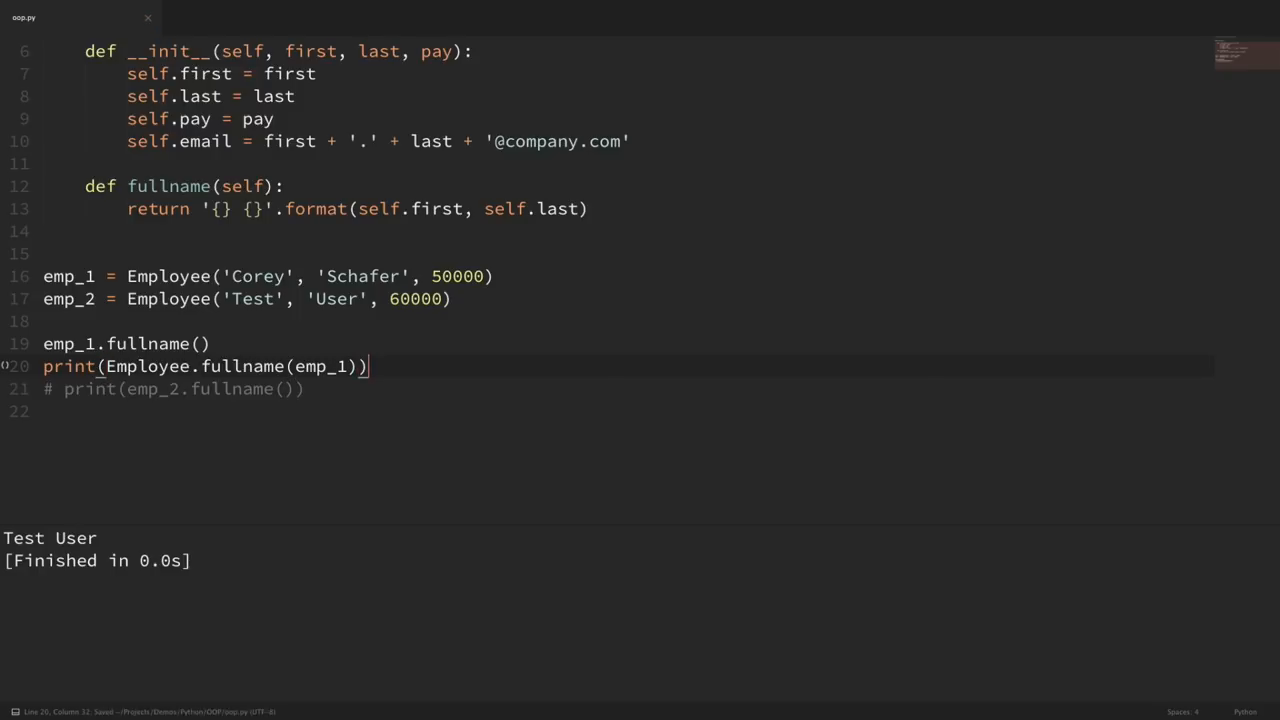 oop.py ×
6     def __init__(self, first, last, pay):
7         self.first = first
8         self.last = last
9         self.pay = pay
10         self.email = first + '.' + last + '@company.com'
11
12     def fullname(self):
13         return '{} {}'.format(self.first, self.last)
14
15
16 emp_1 = Employee('Corey', 'Schafer', 50000)
17 emp_2 = Employee('Test', 'User', 60000)
18
19 emp_1.fullname()
() 20 print(Employee.fullname(emp_1))
21 # print(emp_2.fullname())
22
Test User
[Finished in 0.0s]
Line 20, Column 32; Saved ~/Projects/Demos/Python/OOP/oop.py (UTF-8) Spaces: 4 Python